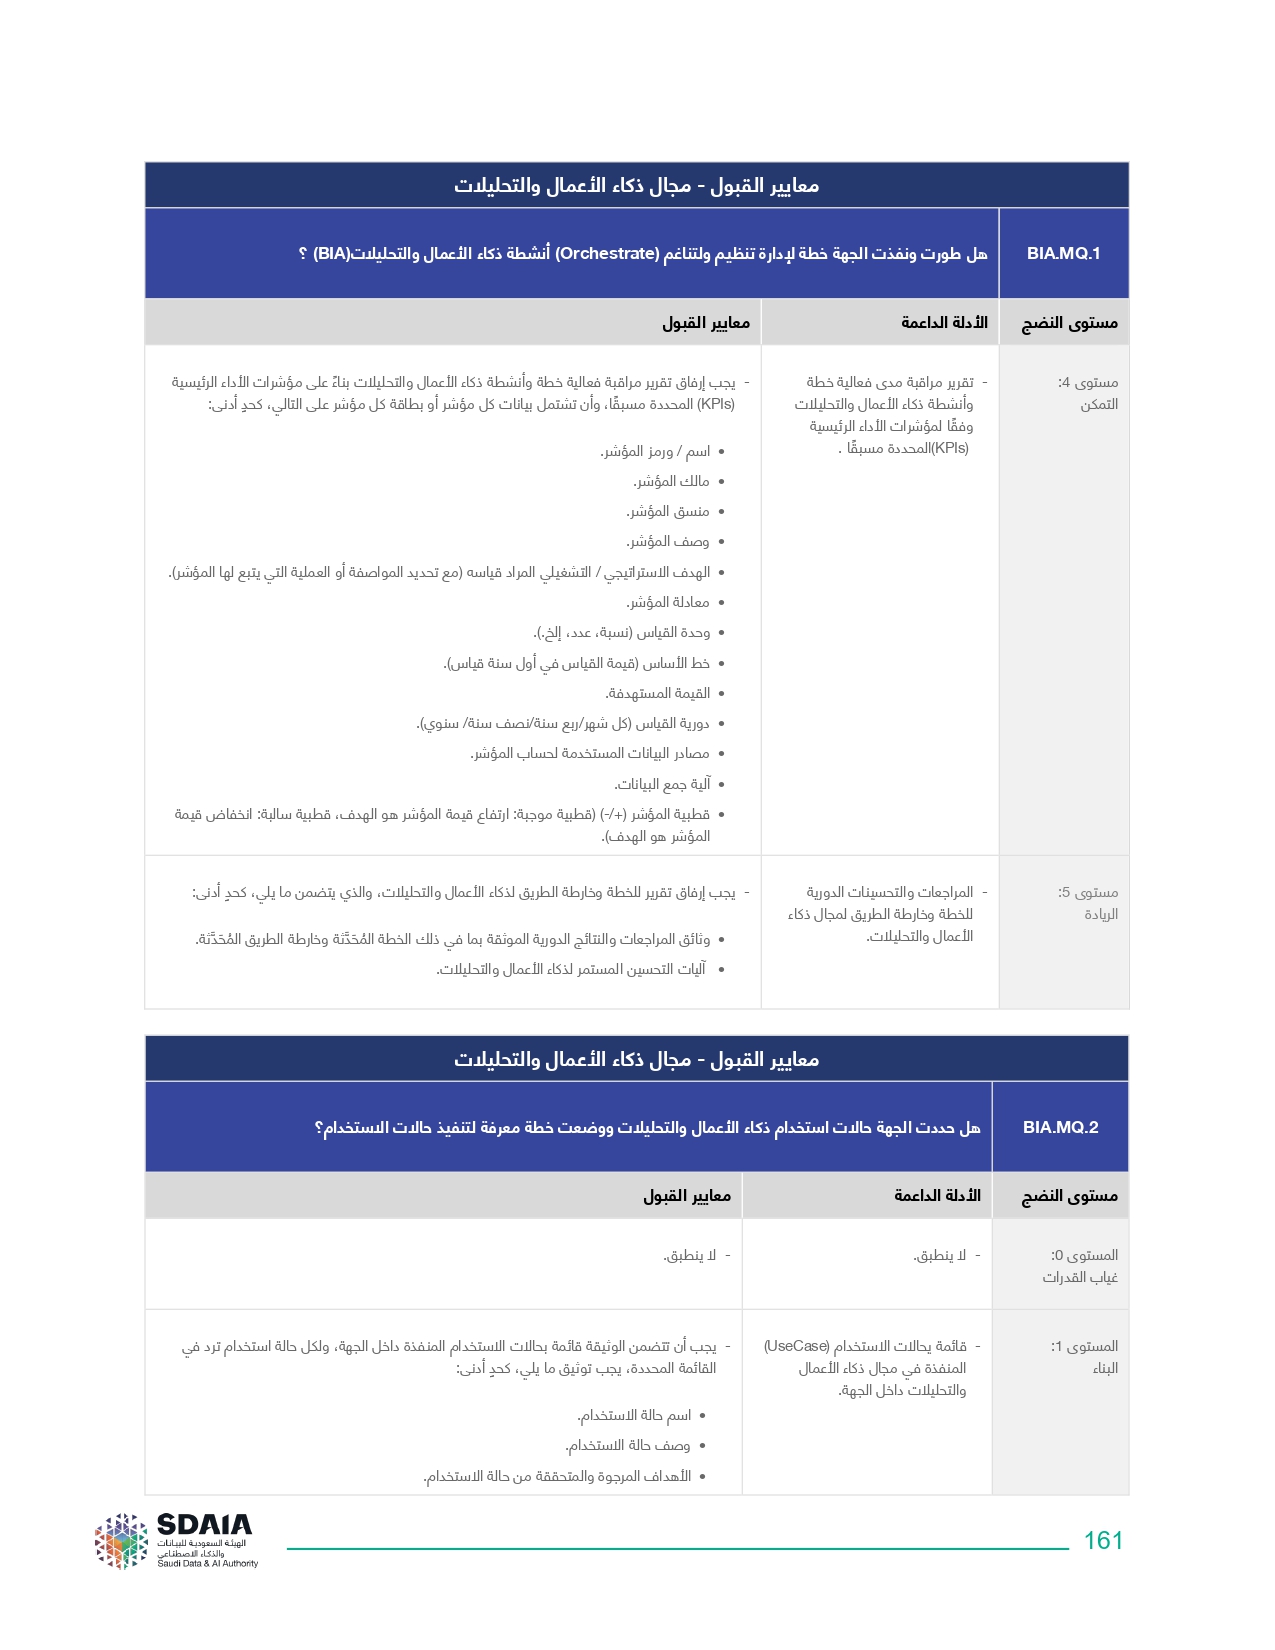 معايير القبول - مجال ذكاء الأعمال والتحليلات
BIA.MQ.1
هل طورت ونفذت الجهة خطة لإدارة تنظيم ولتناغم (Orchestrate) أنشطة ذكاء الأعمال والتحليلات(BIA) ؟
مستوى النضج
الأدلة الداعمة
معايير القبول
مستوى 4:
التمكن
- تقرير مراقبة مدى فعالية خطة
وأنشطة ذكاء الأعمال والتحليلات
وفقًا لمؤشرات الأداء الرئيسية
(KPIs)المحددة مسبقًا .
- يجب إرفاق تقرير مراقبة فعالية خطة وأنشطة ذكاء الأعمال والتحليلات بناءً على مؤشرات الأداء الرئيسية
(KPIs) المحددة مسبقًا، وأن تشتمل بيانات كل مؤشر أو بطاقة كل مؤشر على التالي، كحدٍ أدنى:
• اسم / ورمز المؤشر.
• مالك المؤشر.
• منسق المؤشر.
• وصف المؤشر.
• الهدف الاستراتيجي / التشغيلي المراد قياسه (مع تحديد المواصفة أو العملية التي يتبع لها المؤشر).
• معادلة المؤشر.
• وحدة القياس (نسبة، عدد، إلخ.).
• خط الأساس (قيمة القياس في أول سنة قياس).
• القيمة المستهدفة.
• دورية القياس (كل شهر/ربع سنة/نصف سنة/ سنوي).
• مصادر البيانات المستخدمة لحساب المؤشر.
• آلية جمع البيانات.
• قطبية المؤشر (+/-) (قطبية موجبة: ارتفاع قيمة المؤشر هو الهدف، قطبية سالبة: انخفاض قيمة
المؤشر هو الهدف).
مستوى 5:
الريادة
- المراجعات والتحسينات الدورية
للخطة وخارطة الطريق لمجال ذكاء
الأعمال والتحليلات.
- يجب إرفاق تقرير للخطة وخارطة الطريق لذكاء الأعمال والتحليلات، والذي يتضمن ما يلي، كحدٍ أدنى:
• وثائق المراجعات والنتائج الدورية الموثقة بما في ذلك الخطة المُحَدَّثة وخارطة الطريق المُحَدَّثة.
• آليات التحسين المستمر لذكاء الأعمال والتحليلات.
معايير القبول - مجال ذكاء الأعمال والتحليلات
BIA.MQ.2
هل حددت الجهة حالات استخدام ذكاء الأعمال والتحليلات ووضعت خطة معرفة لتنفيذ حالات الاستخدام؟
مستوى النضج
الأدلة الداعمة
معايير القبول
المستوى 0:
غياب القدرات
- لا ينطبق.
- لا ينطبق.
المستوى 1:
البناء
- قائمة يحالات الاستخدام (UseCase)
المنفذة في مجال ذكاء الأعمال
والتحليلات داخل الجهة.
- يجب أن تتضمن الوثيقة قائمة بحالات الاستخدام المنفذة داخل الجهة، ولكل حالة استخدام ترد في
القائمة المحددة، يجب توثيق ما يلي، كحدٍ أدنى:
• اسم حالة الاستخدام.
• وصف حالة الاستخدام.
• الأهداف المرجوة والمتحققة من حالة الاستخدام.
SDAIA
الهيئة السعودية للبيانات
والذكاء الاصطناعي
Saudi Data & AI Authority
161